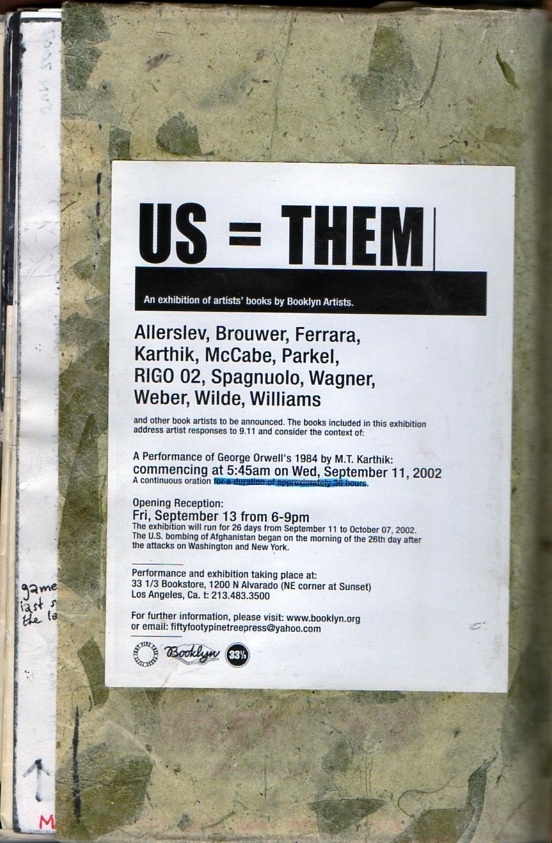 US = THEM
An exhibition of artists' books by Booklyn Artists.
Allerslev, Brouwer, Ferrara,
Karthik, McCabe, Parkel,
RIGO 02, Spagnuolo, Wagner,
Weber, Wilde, Williams
and other book artists to be announced. The books included in this exhibition
address artist responses to 9.11 and consider the context of:
A Performance of George Orwell's 1984 by M.T. Karthik:
commencing at 5:45am on Wed, September 11, 2002
A continuous oration for a duration of approximately 36 hours.
Opening Reception:
Fri, September 13 from 6-9pm
The exhibition will run for 26 days from September 11 to October 07, 2002.
The U.S. bombing of Afghanistan began on the morning of the 26th day after
the attacks on Washington and New York.
Performance and exhibition taking place at:
33 1/3 Bookstore, 1200 N Alvarado (NE corner at Sunset)
Los Angeles, Ca. t: 213.483.3500
For further information, please visit: www.booklyn.org
or email: fiftyfootypinetreepress@yahoo.com
Booklyn 33⅓
game
last s
the la
M